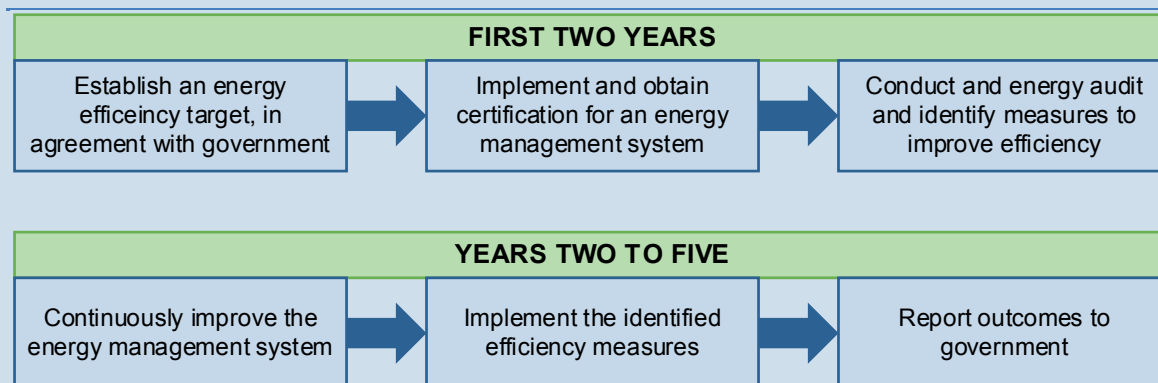 FIRST TWO YEARS
Establish an energy
efficeincy target, in
agreement with government
Implement and obtain
certification for an energy
management system
Conduct and energy audit
and identify measures to
improve efficiency
YEARS TWO TO FIVE
Continuously improve the
energy management system
Implement the identified
efficiency measures
Report outcomes to
government